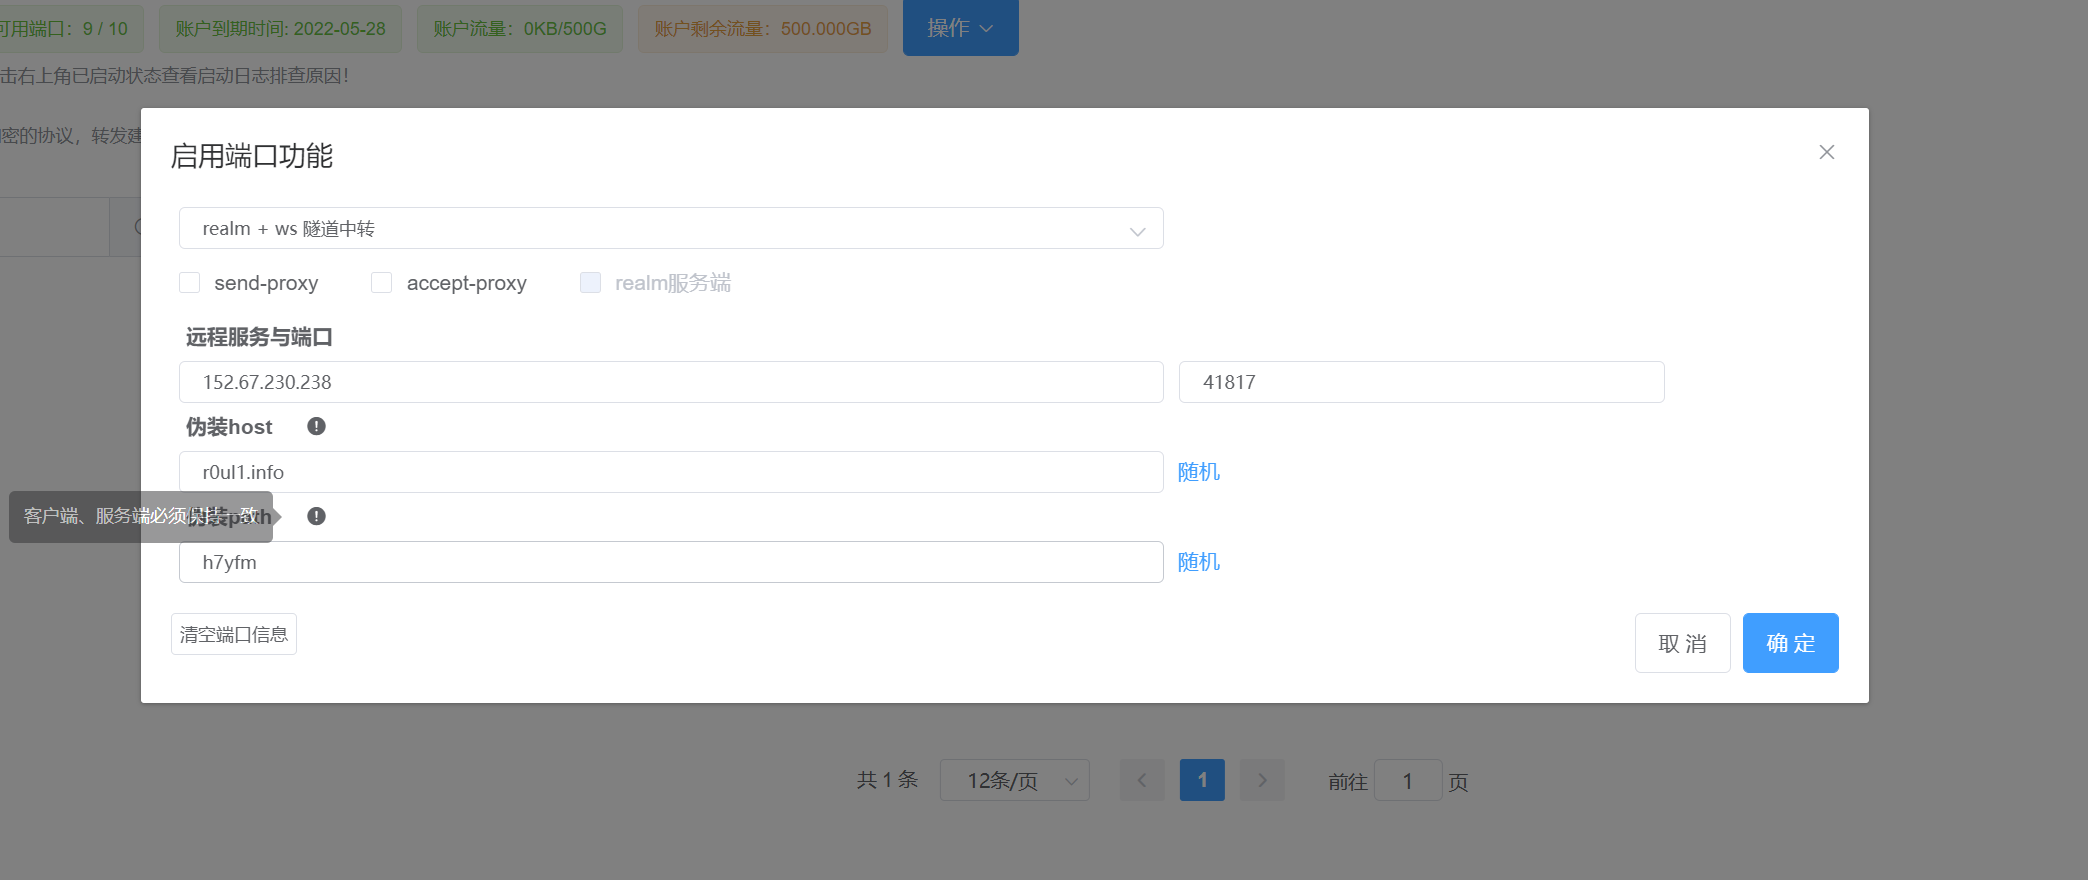 可用端口：9 / 10 账户到期时间: 2022-05-28 账户流量：0KB/500G 账户剩余流量：500.000GB 操作
击右上角已启动状态查看启动日志排查原因！
密的协议，转发建
启用端口功能
realm + ws 隧道中转
send-proxy accept-proxy realm服务端
远程服务与端口
152.67.230.238 41817
伪装host
r0ul1.info 随机
客户端、服务端必须保持一致
伪装path
h7yfm 随机
清空端口信息 取 消 确 定
共 1 条 12条/页 1 前往 1 页